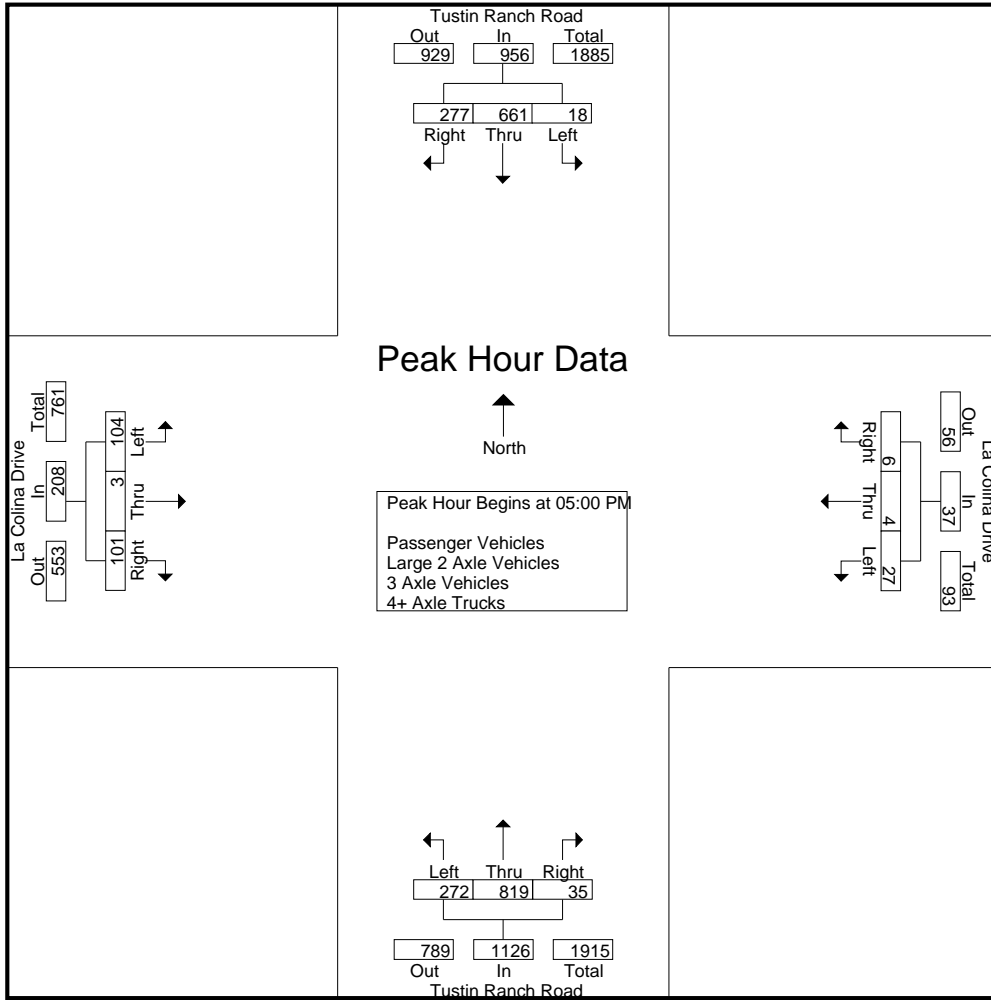 Tustin Ranch Road
Out In Total
929 956 1885
277 661 18
Right Thru Left
Peak Hour Data
North
Peak Hour Begins at 05:00 PM
Passenger Vehicles
Large 2 Axle Vehicles
3 Axle Vehicles
4+ Axle Trucks
La Colina Drive
Out In Total
553 208 761
Left Thru Right
104 3 101
La Colina Drive
Out In Total
56 37 93
Right Thru Left
6 4 27
Left Thru Right
272 819 35
789 1126 1915
Out In Total
Tustin Ranch Road